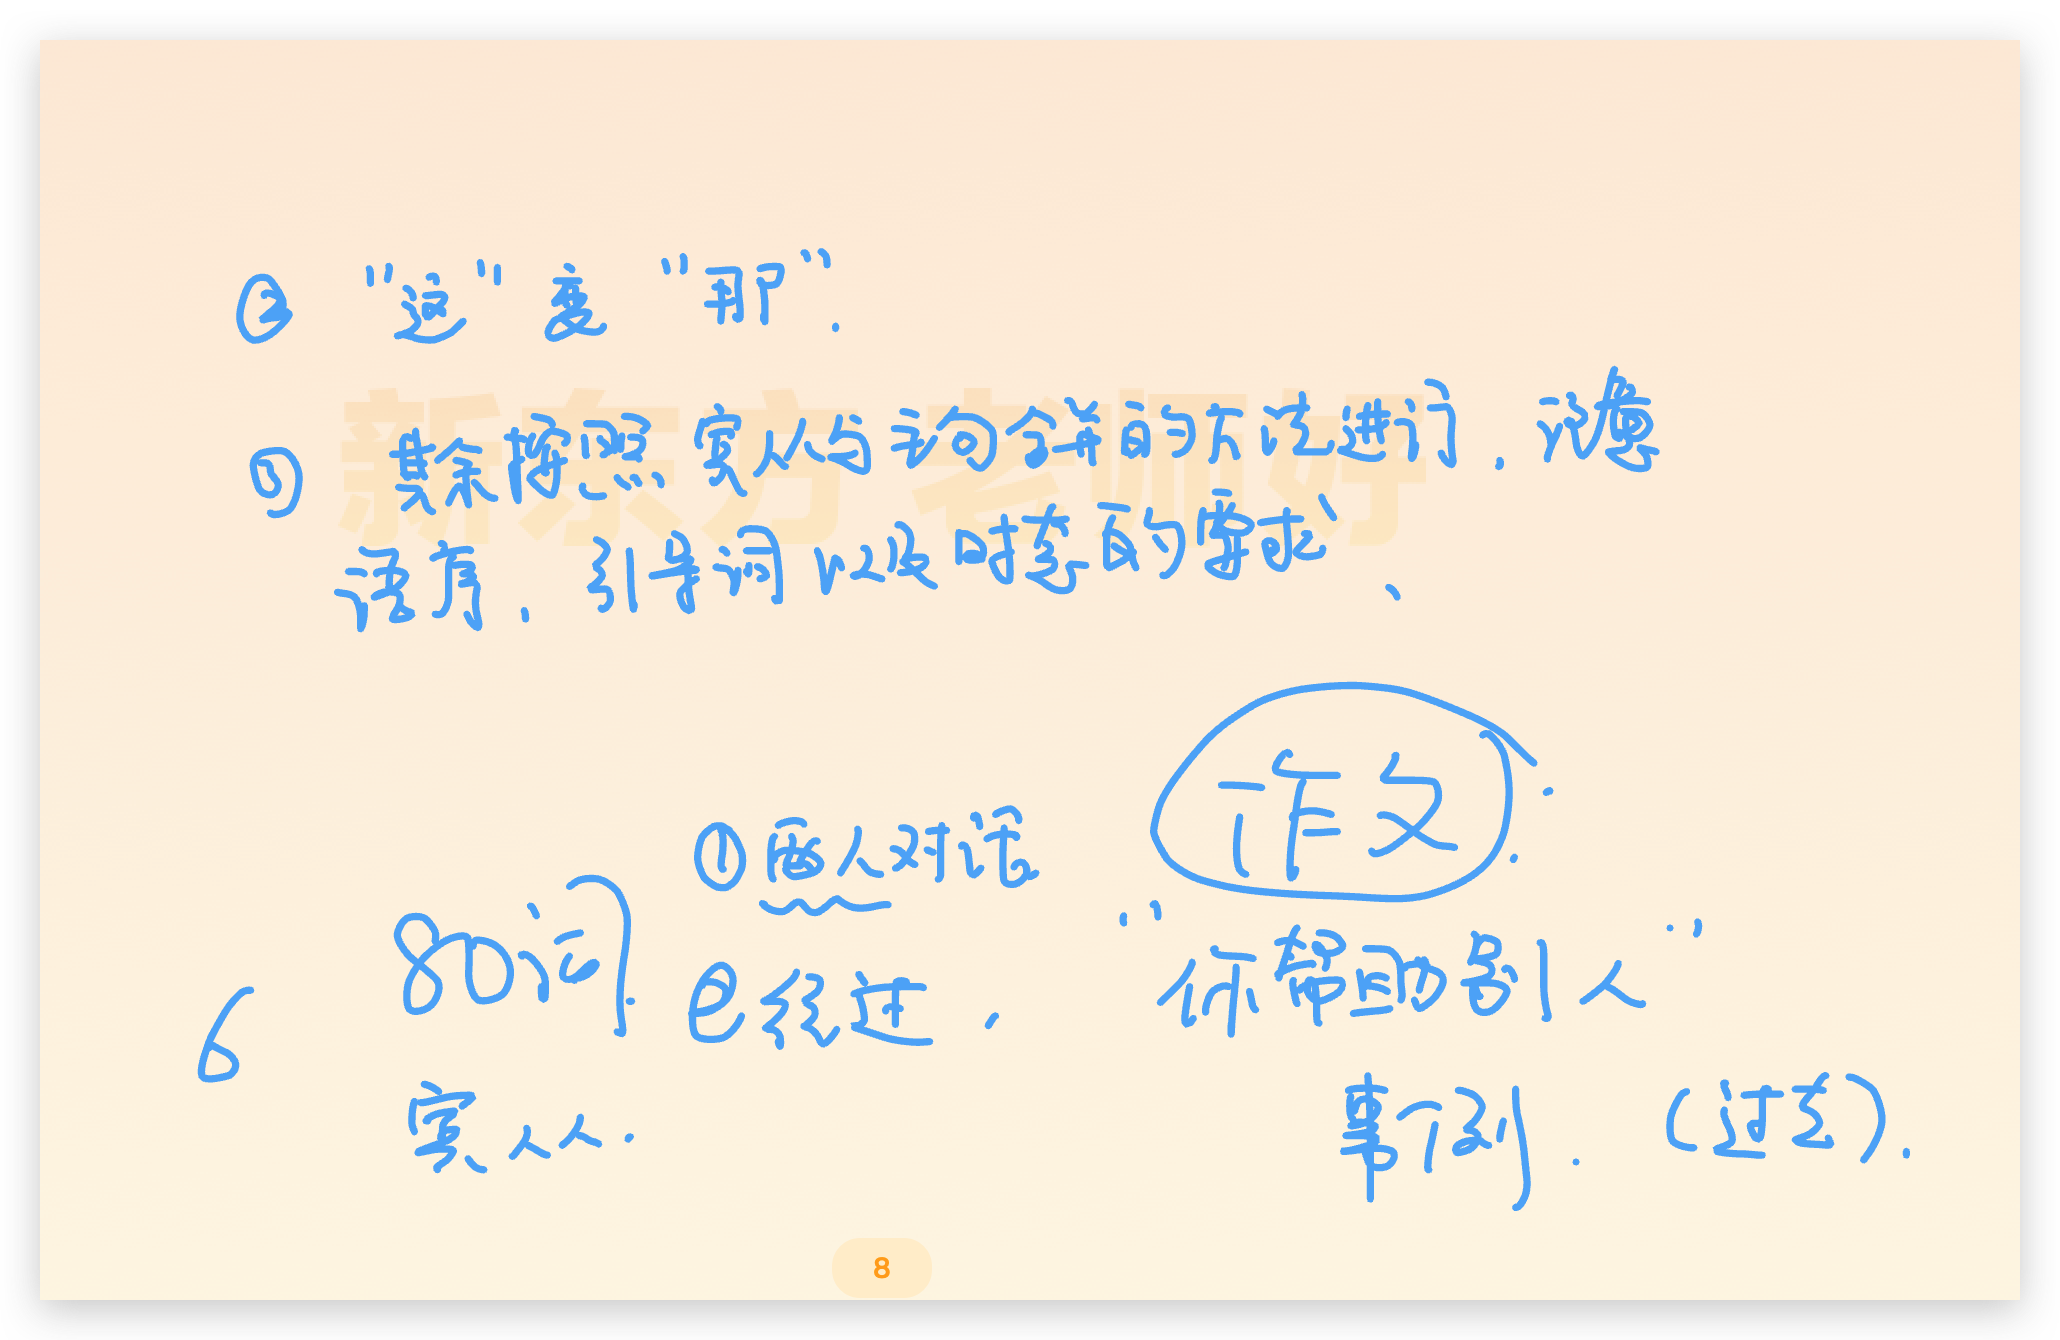 ② “这”变“那”.
新东方 老师好
③ 其余按照宾从与主句合并的方法进行. 注意
语序. 引导词以及时态的要求、
作文:
① 两人对话
80词.
②经过,
“你帮助别人”
6
宾从.
事例. (过去).
8